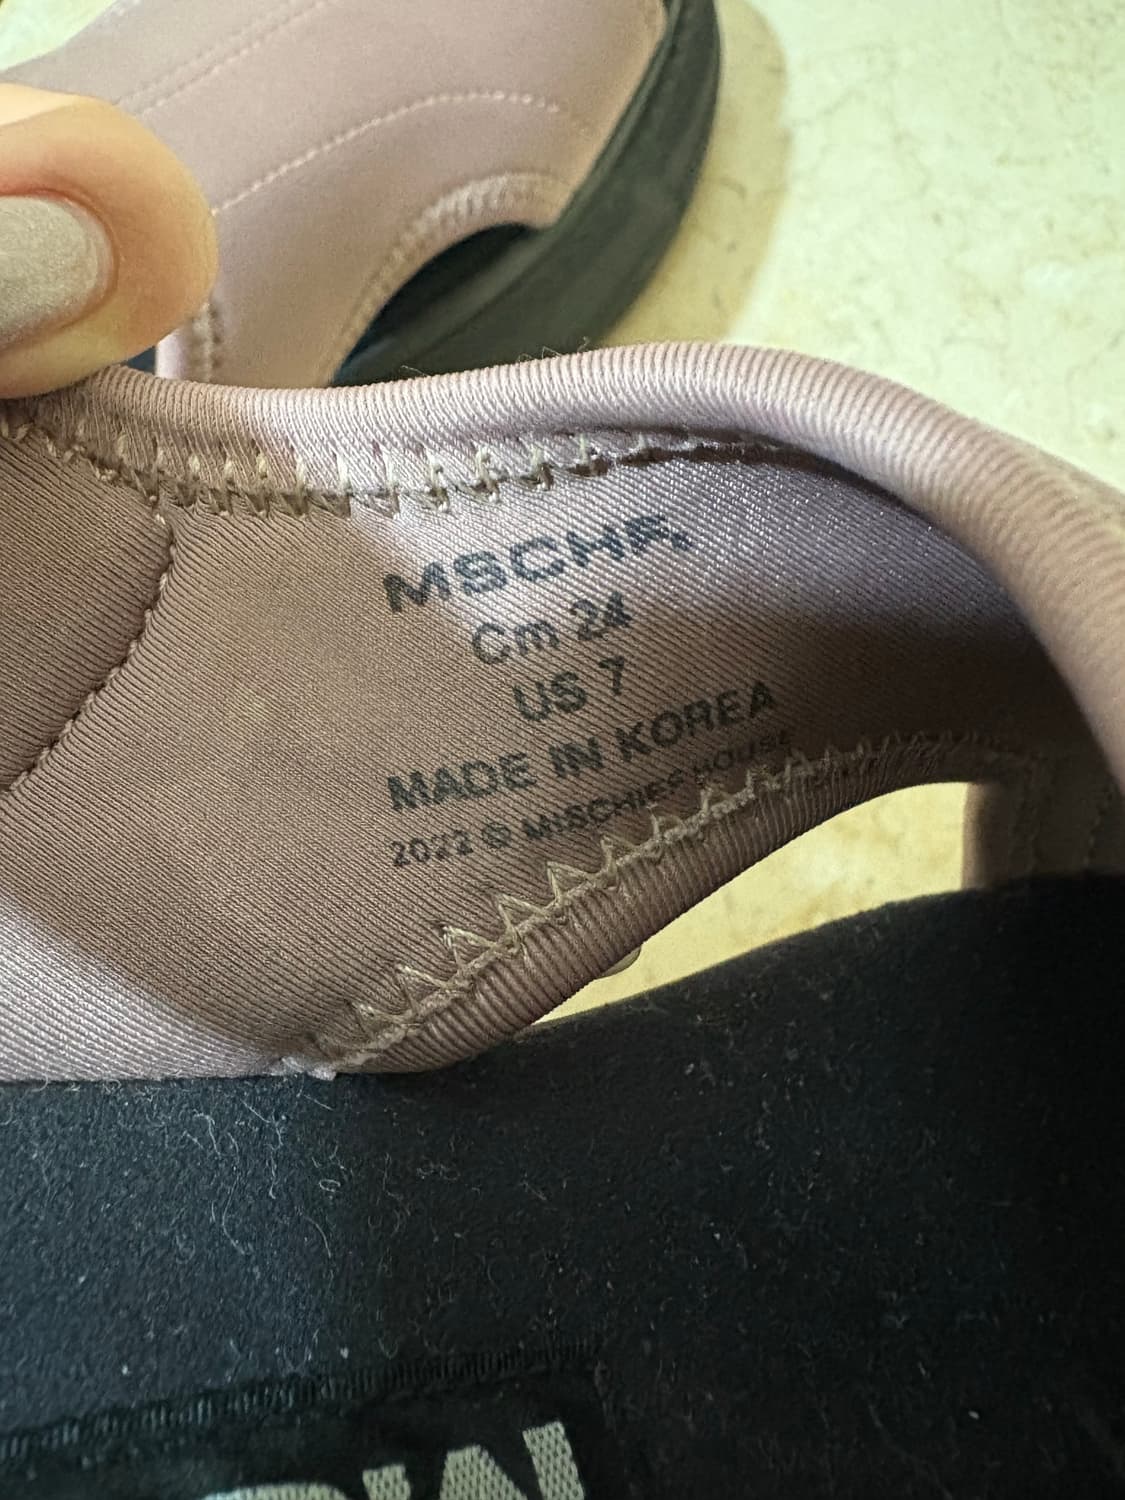 MSCHF,
Cm 24
US 7
MADE IN KOREA
2022 © MISCHIEF HOUSE